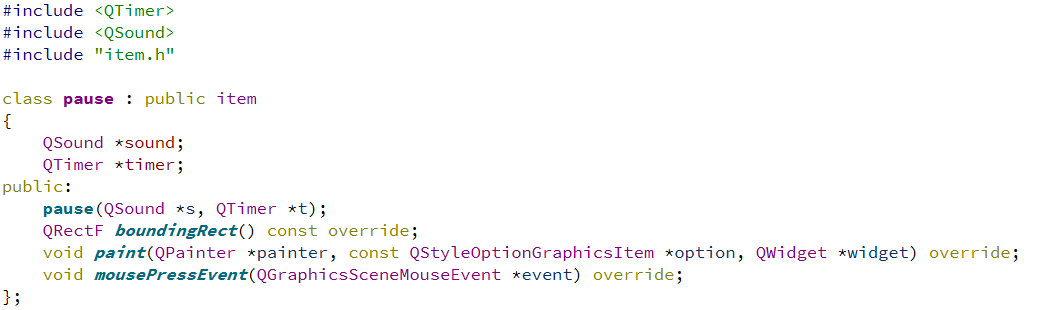 #include <QTimer>
#include <QSound>
#include "item.h"

class pause : public item
{
    QSound *sound;
    QTimer *timer;
public:
    pause(QSound *s, QTimer *t);
    QRectF boundingRect() const override;
    void paint(QPainter *painter, const QStyleOptionGraphicsItem *option, QWidget *widget) override;
    void mousePressEvent(QGraphicsSceneMouseEvent *event) override;
};